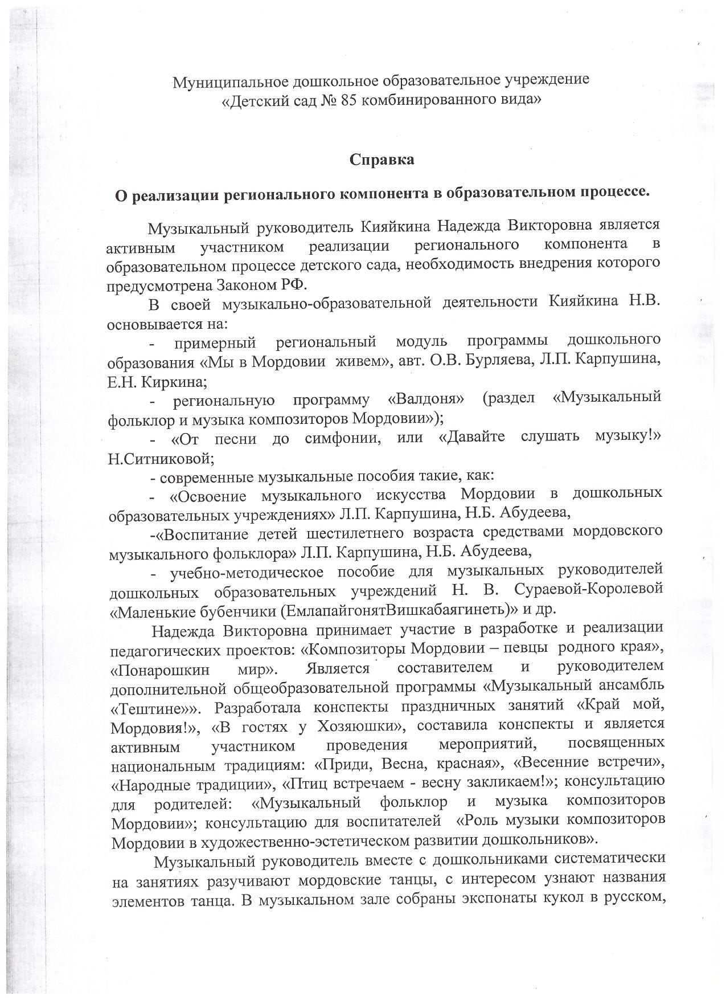 Муниципальное дошкольное образовательное учреждение
«Детский сад № 85 комбинированного вида»
Справка
О реализации регионального компонента в образовательном процессе.
Музыкальный руководитель Кияйкина Надежда Викторовна является
активным участником реализации регионального компонента в
образовательном процессе детского сада, необходимость внедрения которого
предусмотрена Законом РФ.
В своей музыкально-образовательной деятельности Кияйкина Н.В.
основывается на:
- примерный региональный модуль программы дошкольного
образования «Мы в Мордовии живем», авт. О.В. Бурляева, Л.П. Карпушина,
Е.Н. Киркина;
- региональную программу «Валдоня» (раздел «Музыкальный
фольклор и музыка композиторов Мордовии»);
- «От песни до симфонии, или «Давайте слушать музыку!»
Н.Ситниковой;
- современные музыкальные пособия такие, как:
- «Освоение музыкального искусства Мордовии в дошкольных
образовательных учреждениях» Л.П. Карпушина, Н.Б. Абудеева,
-«Воспитание детей шестилетнего возраста средствами мордовского
музыкального фольклора» Л.П. Карпушина, Н.Б. Абудеева,
- учебно-методическое пособие для музыкальных руководителей
дошкольных образовательных учреждений Н. В. Сураевой-Королевой
«Маленькие бубенчики (ЕмлапайгонятВишкабаягинеть)» и др.
Надежда Викторовна принимает участие в разработке и реализации
педагогических проектов: «Композиторы Мордовии – певцы родного края»,
«Понарошкин мир». Является составителем и руководителем
дополнительной общеобразовательной программы «Музыкальный ансамбль
«Тештине»». Разработала конспекты праздничных занятий «Край мой,
Мордовия!», «В гостях у Хозяюшки», составила конспекты и является
активным участником проведения мероприятий, посвященных
национальным традициям: «Приди, Весна, красная», «Весенние встречи»,
«Народные традиции», «Птиц встречаем - весну закликаем!»; консультацию
для родителей: «Музыкальный фольклор и музыка композиторов
Мордовии»; консультацию для воспитателей «Роль музыки композиторов
Мордовии в художественно-эстетическом развитии дошкольников».
Музыкальный руководитель вместе с дошкольниками систематически
на занятиях разучивают мордовские танцы, с интересом узнают названия
элементов танца. В музыкальном зале собраны экспонаты кукол в русском,